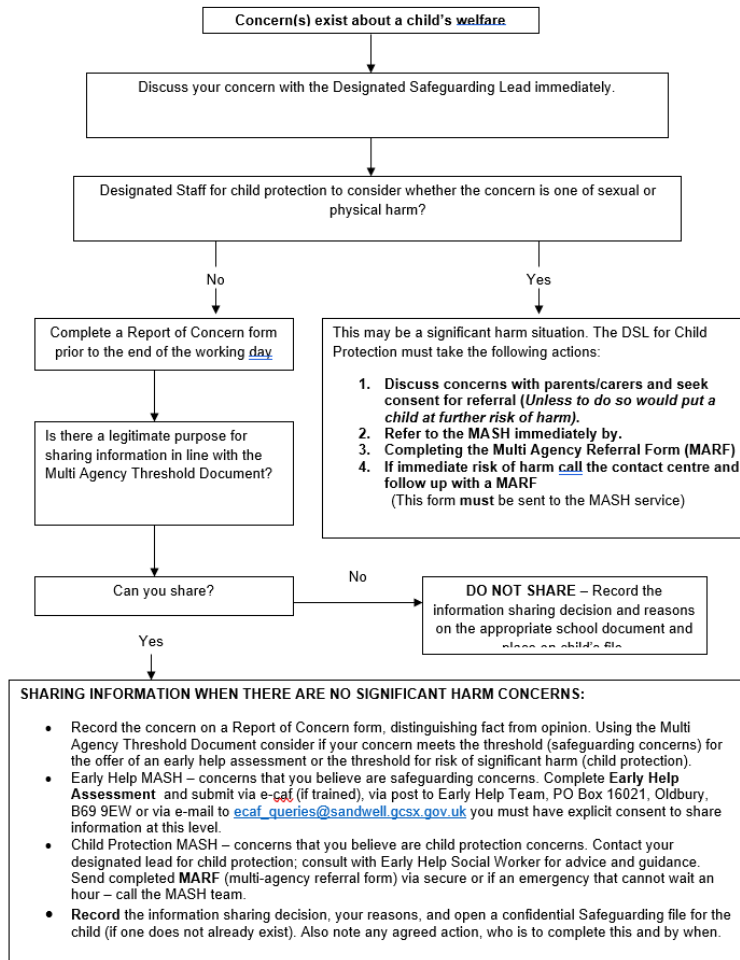 Concern(s) exist about a child's welfare
Discuss your concern with the Designated Safeguarding Lead immediately.
Designated Staff for child protection to consider whether the concern is one of sexual or
physical harm?
No
Yes
Complete a Report of Concern form
prior to the end of the working day
This may be a significant harm situation. The DSL for Child
Protection must take the following actions:
1. Discuss concerns with parents/carers and seek
consent for referral (Unless to do so would put a
child at further risk of harm).
2. Refer to the MASH immediately by.
3. Completing the Multi Agency Referral Form (MARF)
4. If immediate risk of harm call the contact centre and
follow up with a MARF
(This form must be sent to the MASH service)
Is there a legitimate purpose for
sharing information in line with the
Multi Agency Threshold Document?
Can you share?
No
DO NOT SHARE – Record the
information sharing decision and reasons
on the appropriate school document and
place on child's file
Yes
SHARING INFORMATION WHEN THERE ARE NO SIGNIFICANT HARM CONCERNS:
• Record the concern on a Report of Concern form, distinguishing fact from opinion. Using the Multi
Agency Threshold Document consider if your concern meets the threshold (safeguarding concerns) for
the offer of an early help assessment or the threshold for risk of significant harm (child protection).
• Early Help MASH – concerns that you believe are safeguarding concerns. Complete Early Help
Assessment and submit via e-caf (if trained), via post to Early Help Team, PO Box 16021, Oldbury,
B69 9EW or via e-mail to ecaf_queries@sandwell.gcsx.gov.uk you must have explicit consent to share
information at this level.
• Child Protection MASH – concerns that you believe are child protection concerns. Contact your
designated lead for child protection; consult with Early Help Social Worker for advice and guidance.
Send completed MARF (multi-agency referral form) via secure or if an emergency that cannot wait an
hour – call the MASH team.
• Record the information sharing decision, your reasons, and open a confidential Safeguarding file for the
child (if one does not already exist). Also note any agreed action, who is to complete this and by when.